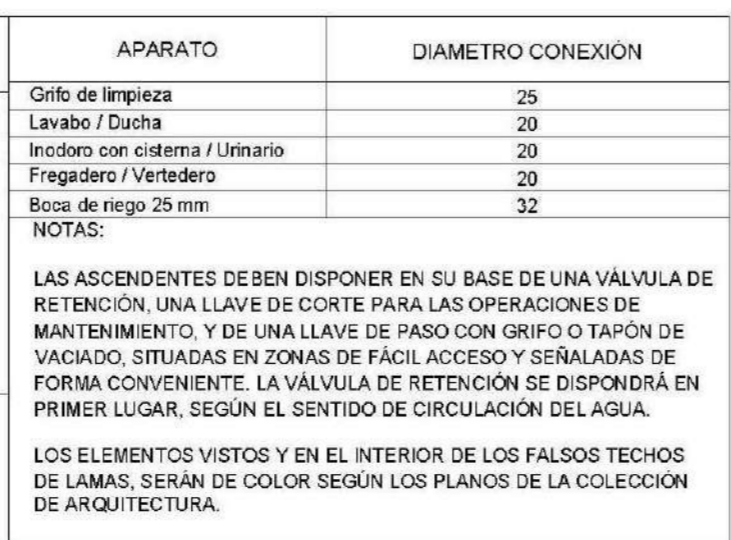 APARATO DIAMETRO CONEXIÓN
Grifo de limpieza 25
Lavabo / Ducha 20
Inodoro con cisterna / Urinario 20
Fregadero / Vertedero 20
Boca de riego 25 mm 32
NOTAS:
LAS ASCENDENTES DEBEN DISPONER EN SU BASE DE UNA VÁLVULA DE
RETENCIÓN, UNA LLAVE DE CORTE PARA LAS OPERACIONES DE
MANTENIMIENTO, Y DE UNA LLAVE DE PASO CON GRIFO O TAPÓN DE
VACIADO, SITUADAS EN ZONAS DE FÁCIL ACCESO Y SEÑALADAS DE
FORMA CONVENIENTE. LA VÁLVULA DE RETENCIÓN SE DISPONDRÁ EN
PRIMER LUGAR, SEGÚN EL SENTIDO DE CIRCULACIÓN DEL AGUA.
LOS ELEMENTOS VISTOS Y EN EL INTERIOR DE LOS FALSOS TECHOS
DE LAMAS, SERÁN DE COLOR SEGÚN LOS PLANOS DE LA COLECCIÓN
DE ARQUITECTURA.